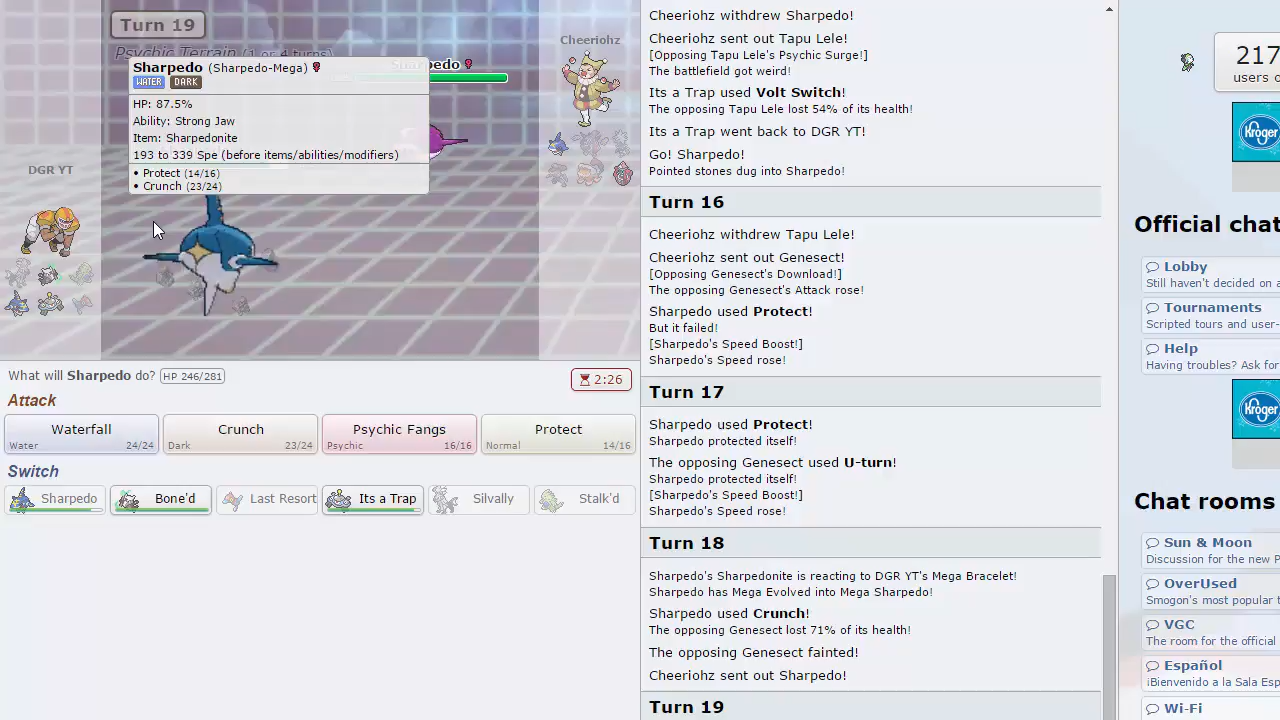 Turn 19
Psychic Terrain (1 or 4 turns)
Sharpedo (Sharpedo-Mega)
WATER DARK
HP: 87.5%
Ability: Strong Jaw
Item: Sharpedonite
193 to 339 Spe (before items/abilities/modifiers)
• Protect (14/16)
• Crunch (23/24)
Cheeriohz
DGR YT
What will Sharpedo do? HP 246/281
2:26
Attack
Waterfall
Water 24/24
Crunch
Dark 23/24
Psychic Fangs
Psychic 16/16
Protect
Normal 14/16
Switch
Sharpedo
Bone'd
Last Resort
Its a Trap
Silvally
Stalk'd
Cheeriohz withdrew Sharpedo!
Cheeriohz sent out Tapu Lele!
[Opposing Tapu Lele's Psychic Surge!]
The battlefield got weird!
Its a Trap used Volt Switch!
The opposing Tapu Lele lost 54% of its health!
Its a Trap went back to DGR YT!
Go! Sharpedo!
Pointed stones dug into Sharpedo!
Turn 16
Cheeriohz withdrew Tapu Lele!
Cheeriohz sent out Genesect!
[Opposing Genesect's Download!]
The opposing Genesect's Attack rose!
Sharpedo used Protect!
But it failed!
[Sharpedo's Speed Boost!]
Sharpedo's Speed rose!
Turn 17
Sharpedo used Protect!
Sharpedo protected itself!
The opposing Genesect used U-turn!
Sharpedo protected itself!
[Sharpedo's Speed Boost!]
Sharpedo's Speed rose!
Turn 18
Sharpedo's Sharpedonite is reacting to DGR YT's Mega Bracelet!
Sharpedo has Mega Evolved into Mega Sharpedo!
Sharpedo used Crunch!
The opposing Genesect lost 71% of its health!
The opposing Genesect fainted!
Cheeriohz sent out Sharpedo!
Turn 19
217
users o
Kroger
Official chat
Lobby
Still haven't decided on a
Tournaments
Scripted tours and user-
Help
Having troubles? Ask for
Kroger
Chat rooms
Sun & Moon
Discussion for the new P
OverUsed
Smogon's most popular t
VGC
The room for the official
Español
¡Bienvenido a la Sala Esp
Wi-Fi